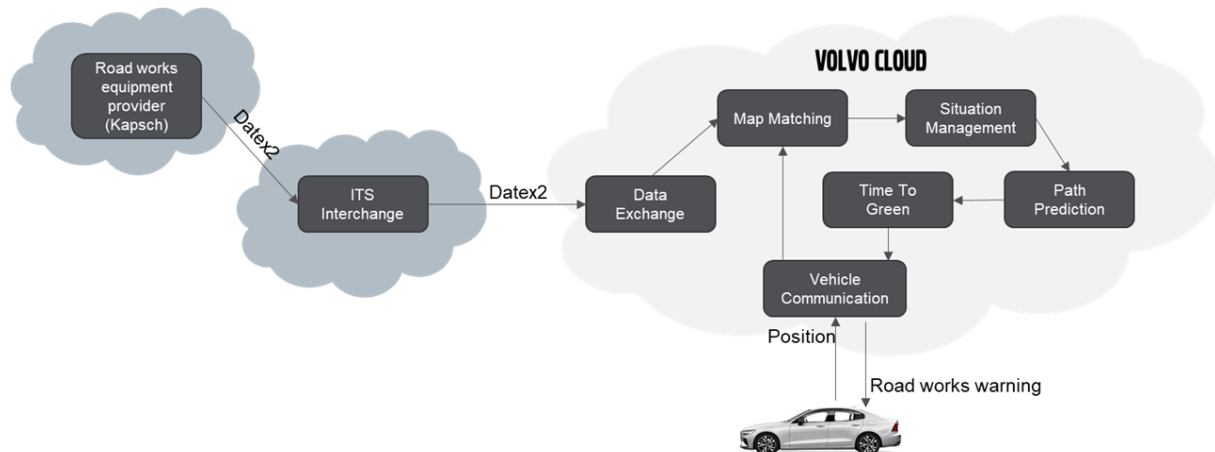 Road works
equipment
provider
(Kapsch)
Datex2
ITS
Interchange
Datex2
VOLVO CLOUD
Map Matching
Situation
Management
Data
Exchange
Time To
Green
Path
Prediction
Vehicle
Communication
Position
Road works warning